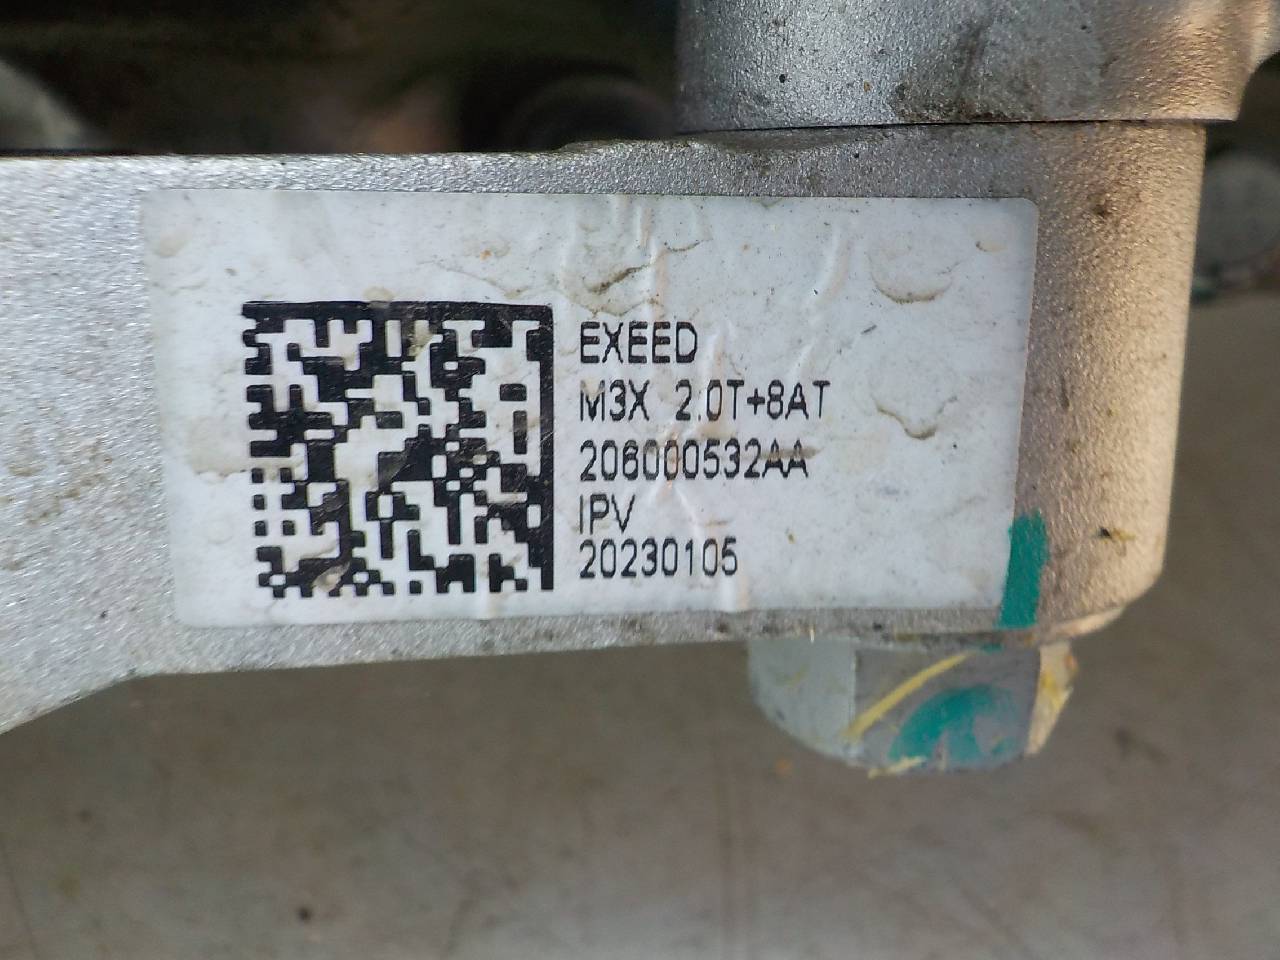 EXEED
M3X 2.0T+8AT
206000532AA
IPV
20230105